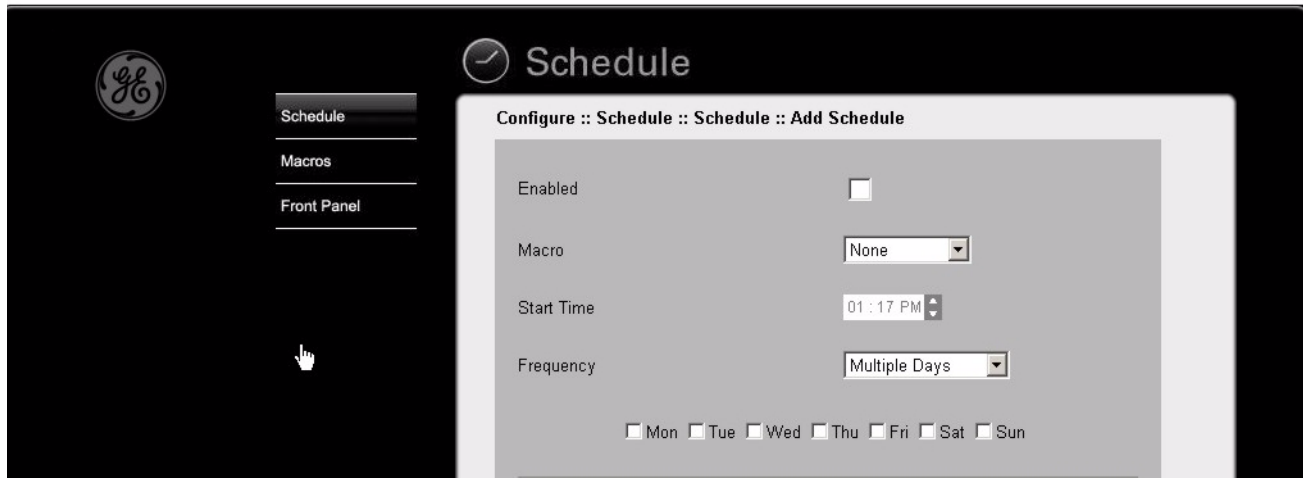 GE
Schedule
Schedule
Macros
Front Panel
Configure :: Schedule :: Schedule :: Add Schedule
Enabled
Macro None
Start Time 01 : 17 PM
Frequency Multiple Days
Mon Tue Wed Thu Fri Sat Sun